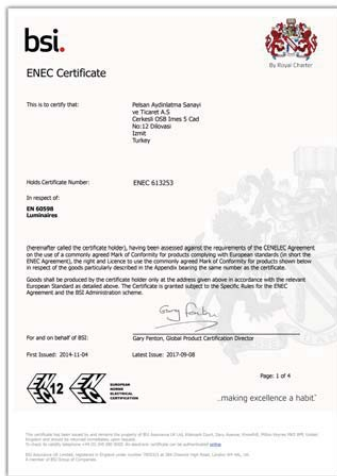 bsi.
By Royal Charter
ENEC Certificate
This is to certify that:
Pelsan Aydinlatma Sanayi
ve Ticaret A.S
Cerkesli OSB Imes 5 Cad
No:12 Dilovasi
Izmit
Turkey
Holds Certificate Number:
ENEC 613253
In respect of:
EN 60598
Luminaires
(hereinafter called the certificate holder), having been assessed against the requirements of the CENELEC Agreement
on the use of a commonly agreed Mark of Conformity for products complying with European standards (in short the
ENEC Agreement), the right and Licence to use the commonly agreed Mark of Conformity for products shown below
in respect of the goods particularly described in the Appendix bearing the same number as the certificate.
Goods shall be produced by the certificate holder only at the address given above in accordance with the relevant
European Standard as detailed above. The Certificate is granted subject to the Specific Rules for the ENEC
Agreement and the BSI Administration scheme.
Gary Fenton
For and on behalf of BSI:
Gary Fenton, Global Product Certification Director
First Issued: 2014-11-04
Latest Issue: 2017-09-08
Page: 1 of 4
12
EUROPEAN
NORMS
ELECTRICAL
CERTIFICATION
...making excellence a habit.